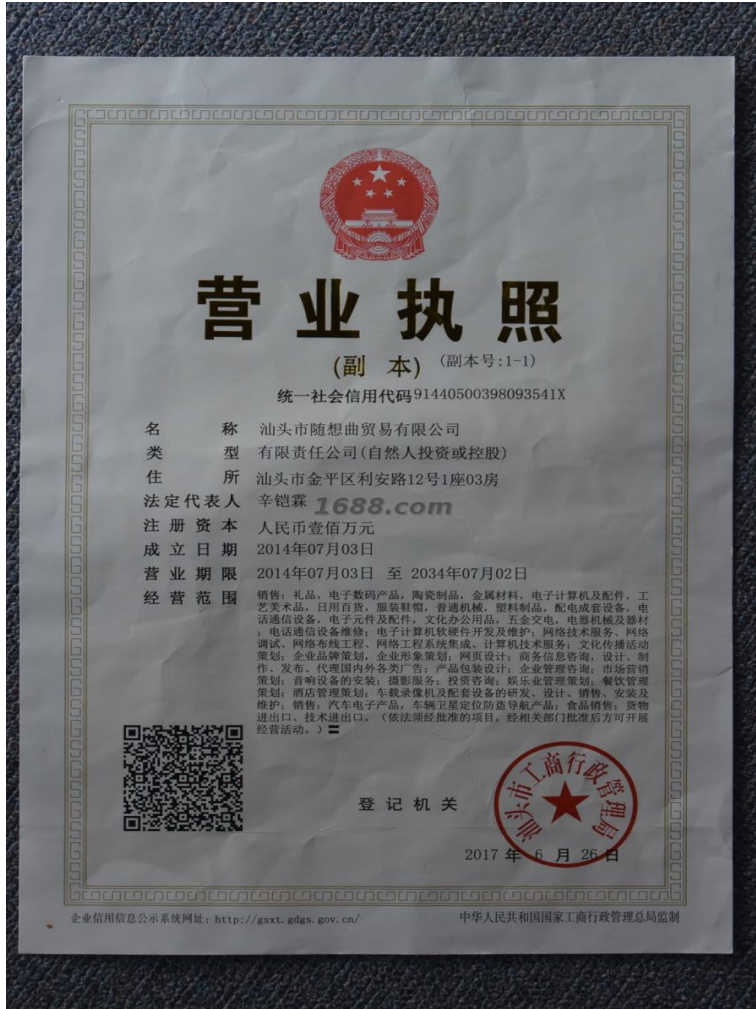 营业执照
(副 本) (副本号:1-1)
统一社会信用代码 91440500398093541X
名 称 汕头市随想曲贸易有限公司
类 型 有限责任公司(自然人投资或控股)
住 所 汕头市金平区利安路12号1座03房
法定代表人 辛铠霖
1688.com
注 册 资 本 人民币壹佰万元
成 立 日 期 2014年07月03日
营 业 期 限 2014年07月03日 至 2034年07月02日
经 营 范 围 销售：礼品，电子数码产品，陶瓷制品，金属材料，电子计算机及配件，工
艺美术品，日用百货，服装鞋帽，普通机械，塑料制品，配电成套设备，电
话通信设备，电子元件及配件，文化办公用品，五金交电，电器机械及器材
；电话通信设备维修；电子计算机软硬件开发及维护；网络技术服务、网络
调试、网络布线工程、网络工程系统集成、计算机技术服务；文化传播活动
策划；企业品牌策划，企业形象策划；网页设计；商务信息咨询，设计、制
作、发布、代理国内外各类广告；产品包装设计；企业管理咨询；市场营销
策划；音响设备的安装；摄影服务；投资咨询；娱乐业管理策划；餐饮管理
策划；酒店管理策划；车载录像机及配套设备的研发、设计、销售、安装及
维护；销售：汽车电子产品，车辆卫星定位防盗导航产品；食品销售；货物
进出口、技术进出口。（依法须经批准的项目，经相关部门批准后方可开展
经营活动。）
登 记 机 关
汕头市工商行政管理局
2017 年 6 月 26 日
企业信用信息公示系统网址：http://gsxt.gdgs.gov.cn/
中华人民共和国国家工商行政管理总局监制